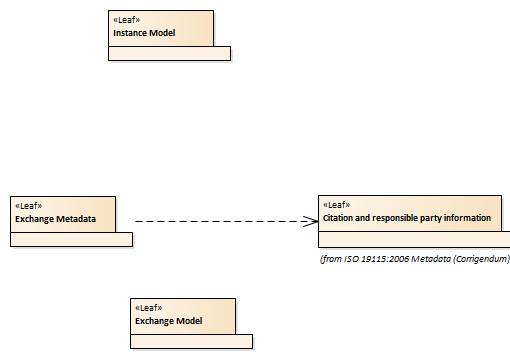 «Leaf»
Instance Model
«Leaf»
Exchange Metadata
«Leaf»
Citation and responsible party information
(from ISO 19115:2006 Metadata (Corrigendum)
«Leaf»
Exchange Model